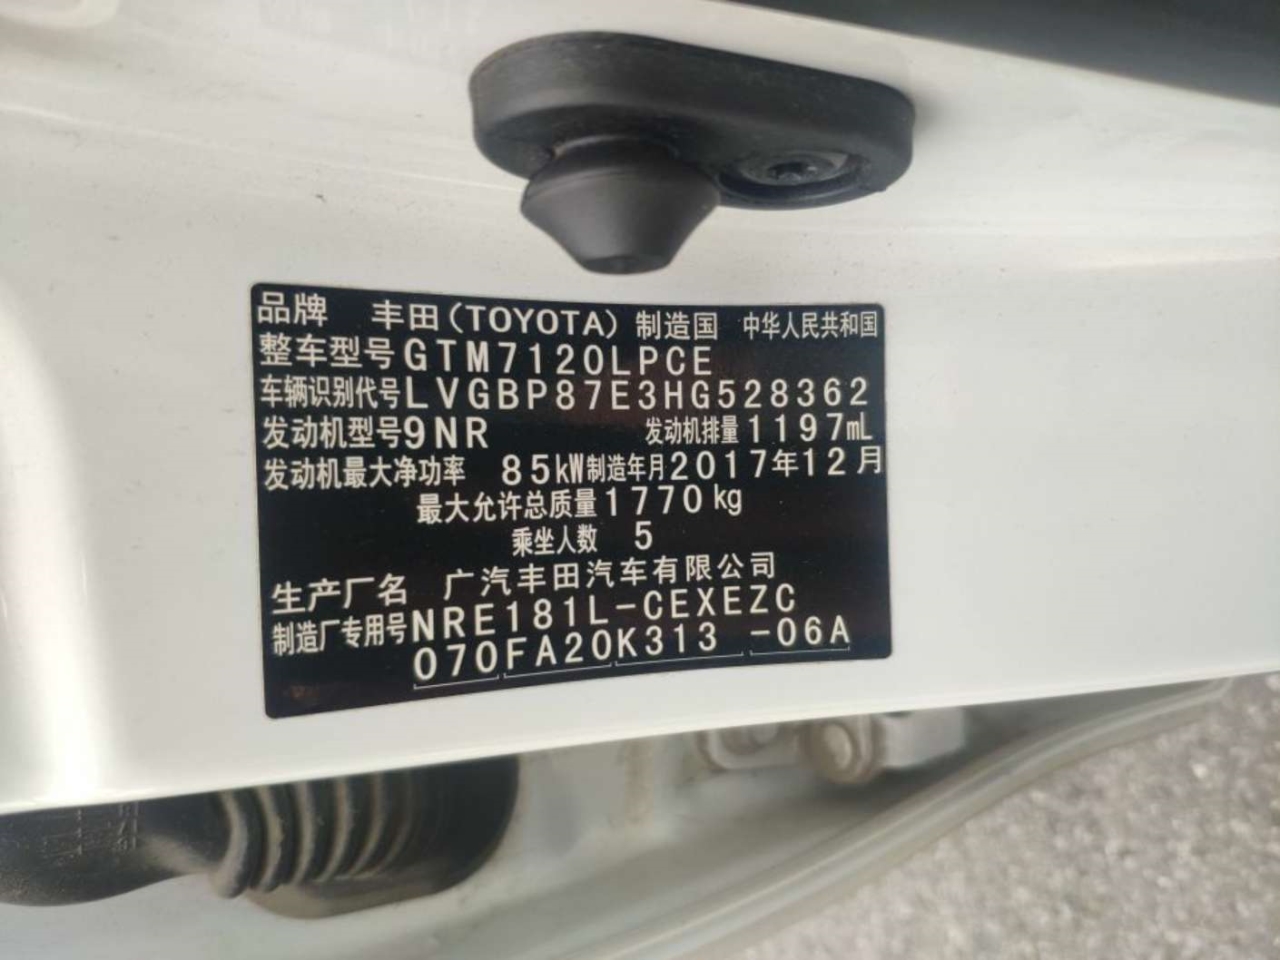 品牌 丰田(TOYOTA) 制造国 中华人民共和国
整车型号GTM7120LPCE
车辆识别代号LVGBP87E3HG528362
发动机型号9NR 发动机排量1197mL
发动机最大净功率 85kW制造年月2017年12月
最大允许总质量1770kg
乘坐人数 5
生产厂名 广汽丰田汽车有限公司
制造厂专用号NRE181L-CEXEZC
070FA20K313 -06A